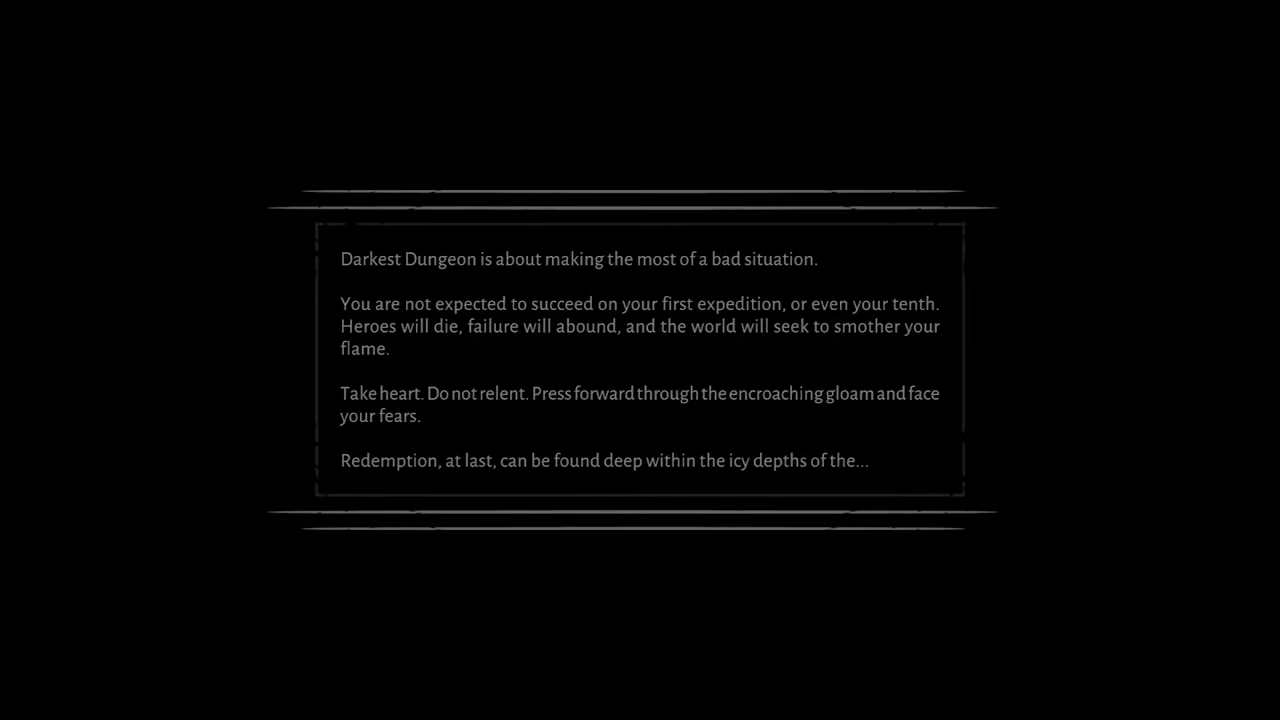 Darkest Dungeon is about making the most of a bad situation.
You are not expected to succeed on your first expedition, or even your tenth.
Heroes will die, failure will abound, and the world will seek to smother your
flame.
Take heart. Do not relent. Press forward through the encroaching gloam and face
your fears.
Redemption, at last, can be found deep within the icy depths of the...